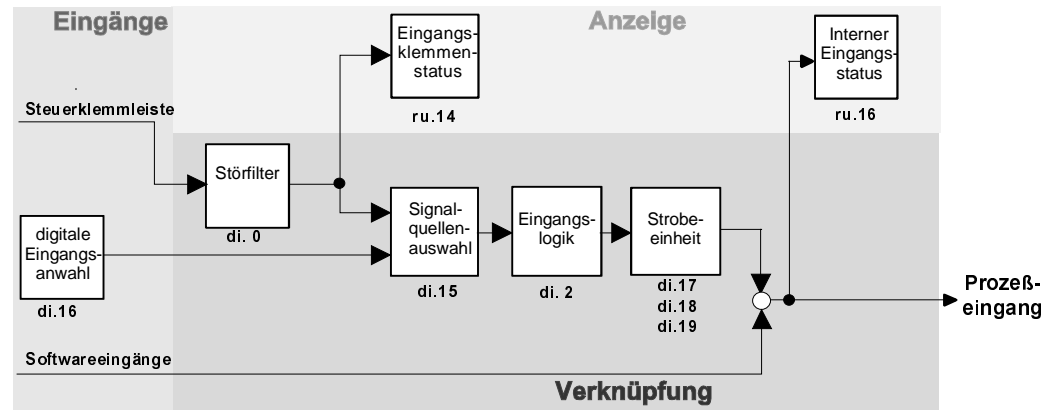 Eingänge
Anzeige
Eingangs-
klemmen-
status
ru.14
Interner
Eingangs-
status
ru.16
Steuerklemmleiste
Störfilter
di. 0
digitale
Eingangs-
anwahl
di.16
Signal-
quellen-
auswahl
di.15
Eingangs-
logik
di. 2
Strobe-
einheit
di.17
di.18
di.19
Prozeß-
eingang
Softwareeingänge
Verknüpfung